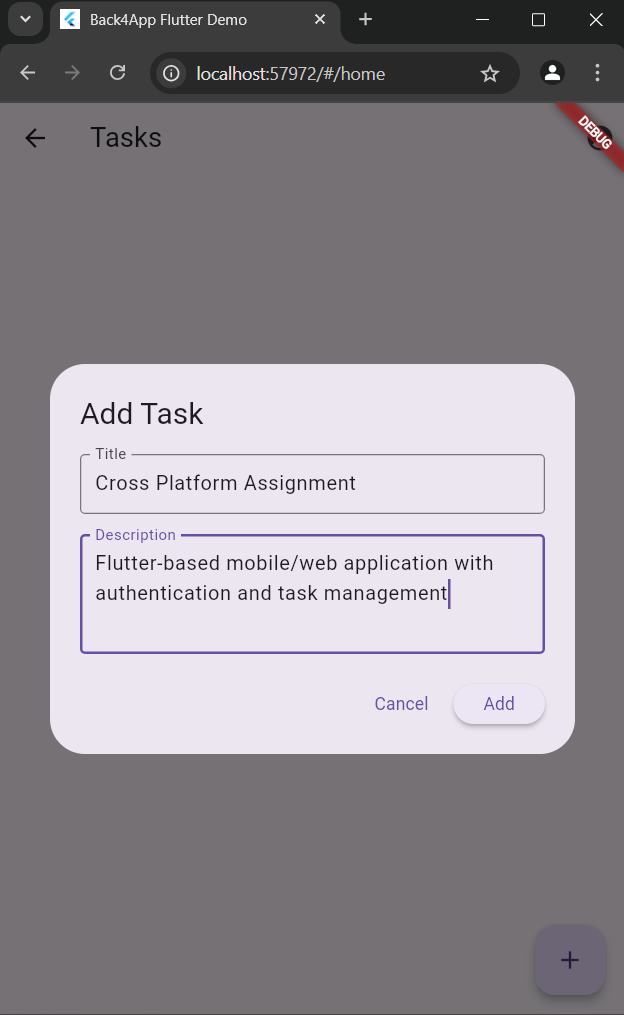 Back4App Flutter Demo
localhost:57972/#/home
Tasks
DEBUG
Add Task
Title
Cross Platform Assignment
Description
Flutter-based mobile/web application with
authentication and task management
Cancel
Add